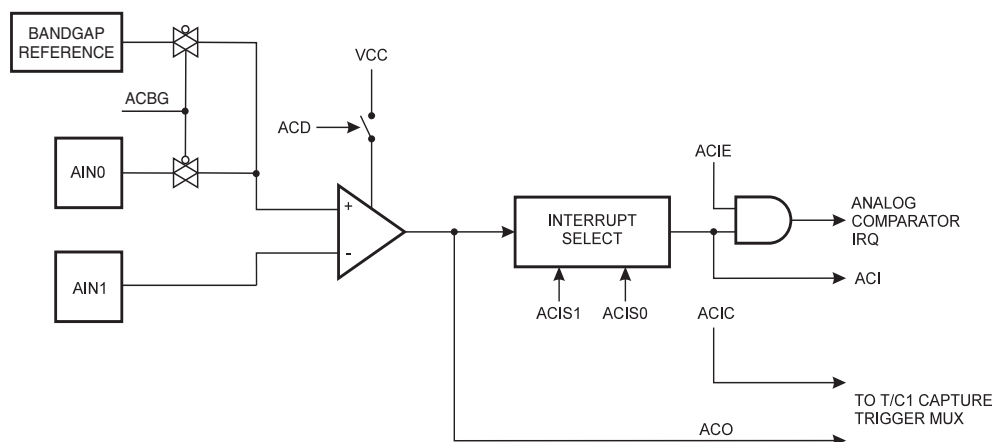 BANDGAP
REFERENCE
ACBG
VCC
ACD
AIN0
AIN1
+
-
INTERRUPT
SELECT
ACIS1
ACIS0
ACIE
ANALOG
COMPARATOR
IRQ
ACI
ACIC
TO T/C1 CAPTURE
TRIGGER MUX
ACO